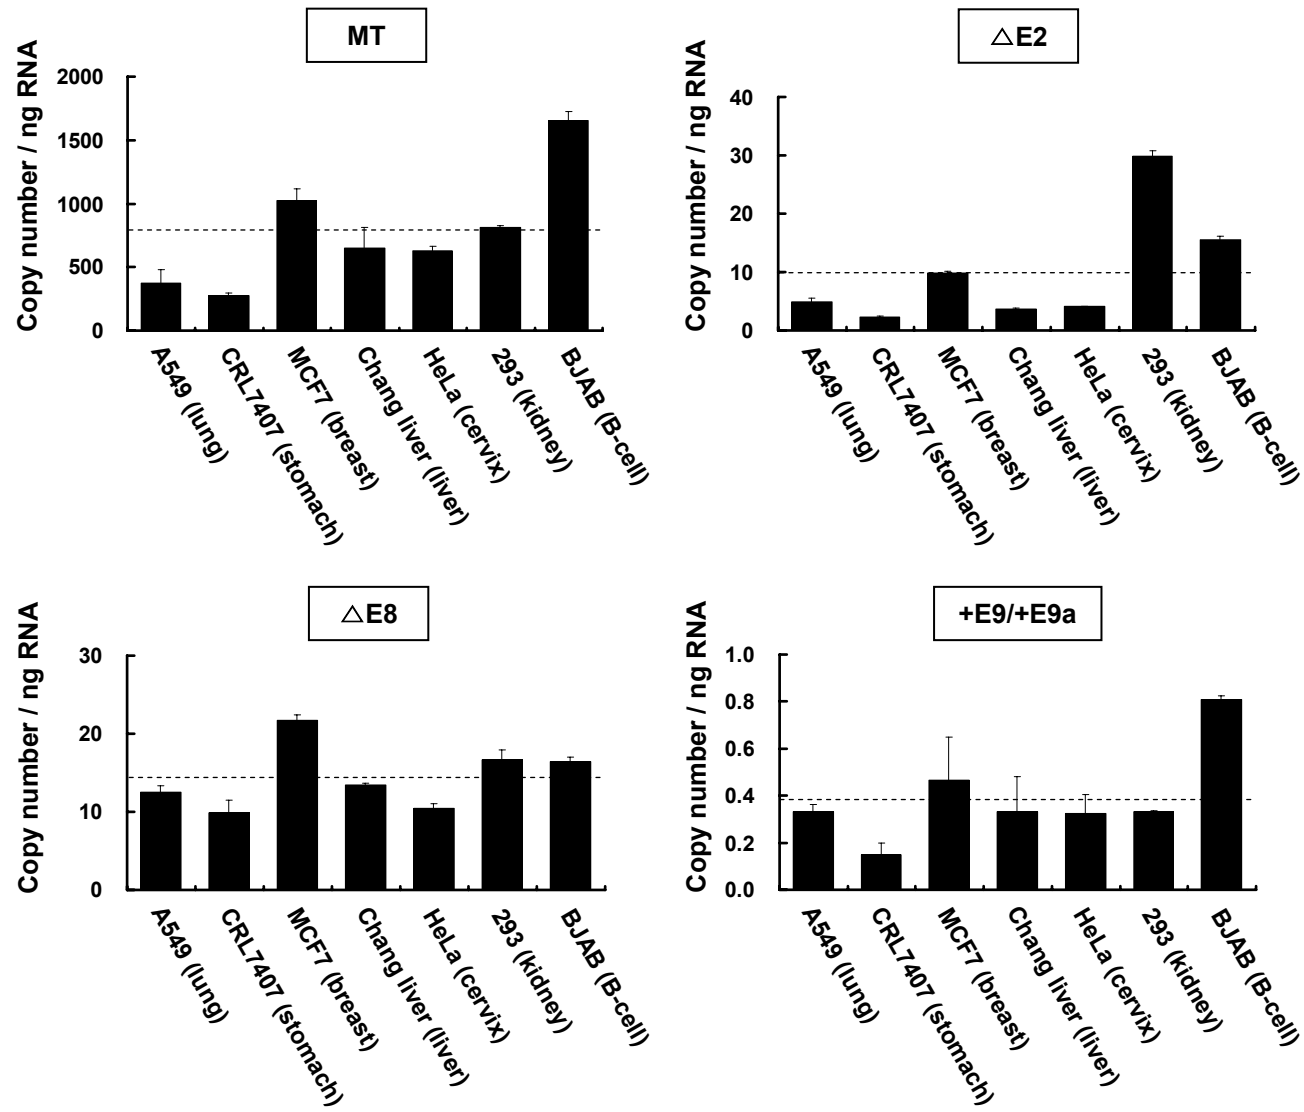 MT
Copy number / ng RNA
2000
1500
1000
500
0
A549 (lung)
CRL7407 (stomach)
MCF7 (breast)
Chang liver (liver)
HeLa (cervix)
293 (kidney)
BJAB (B-cell)
△E2
Copy number / ng RNA
40
30
20
10
0
A549 (lung)
CRL7407 (stomach)
MCF7 (breast)
Chang liver (liver)
HeLa (cervix)
293 (kidney)
BJAB (B-cell)
△E8
Copy number / ng RNA
30
20
10
0
A549 (lung)
CRL7407 (stomach)
MCF7 (breast)
Chang liver (liver)
HeLa (cervix)
293 (kidney)
BJAB (B-cell)
+E9/+E9a
Copy number / ng RNA
1.0
0.8
0.6
0.4
0.2
0.0
A549 (lung)
CRL7407 (stomach)
MCF7 (breast)
Chang liver (liver)
HeLa (cervix)
293 (kidney)
BJAB (B-cell)